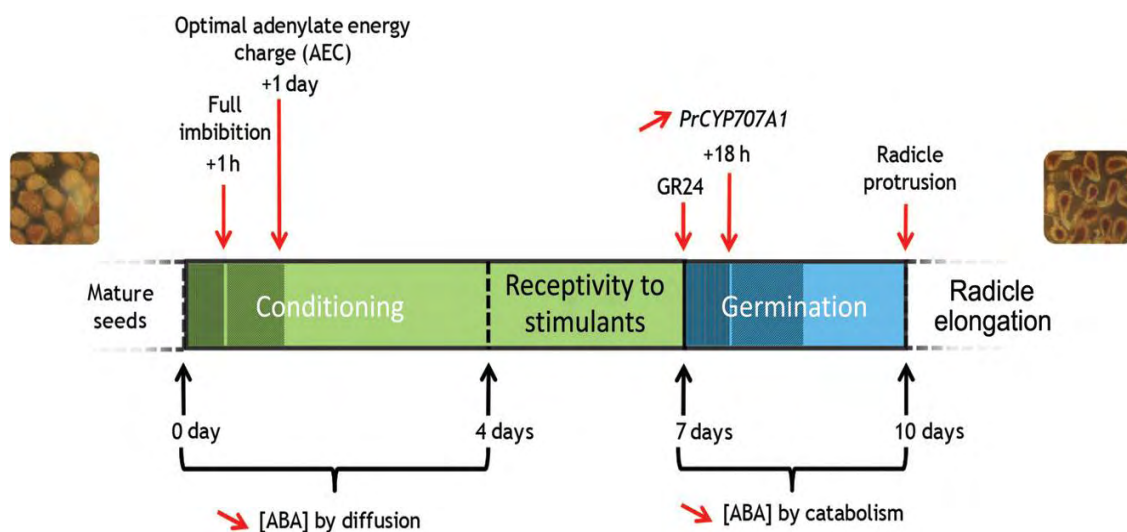 Optimal adenylate energy
charge (AEC)
+1 day
Full
imbibition
+1 h
PrCYP707A1
+18 h
GR24
Radicle
protrusion
Mature
seeds
Conditioning
Receptivity to
stimulants
Germination
Radicle
elongation
0 day
4 days
7 days
10 days
[ABA] by diffusion
[ABA] by catabolism